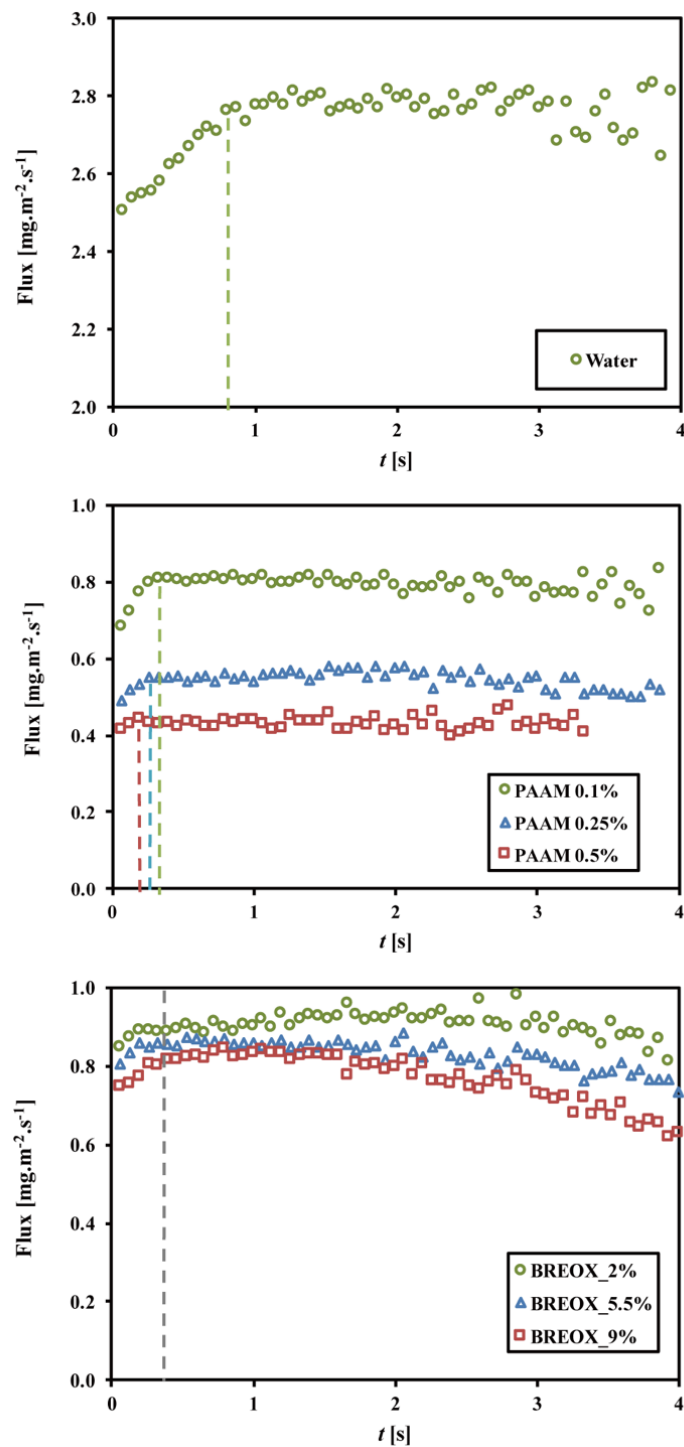 3.0
2.8
2.6
2.4
2.2
2.0
Flux [mg.m-2.s-1]
Water
0 1 2 3 4
t [s]
1.0
0.8
0.6
0.4
0.2
0.0
Flux [mg.m-2.s-1]
PAAM 0.1%
PAAM 0.25%
PAAM 0.5%
0 1 2 3 4
t [s]
1.0
0.8
0.6
0.4
0.2
0.0
Flux [mg.m-2.s-1]
BREOX_2%
BREOX_5.5%
BREOX_9%
0 1 2 3 4
t [s]